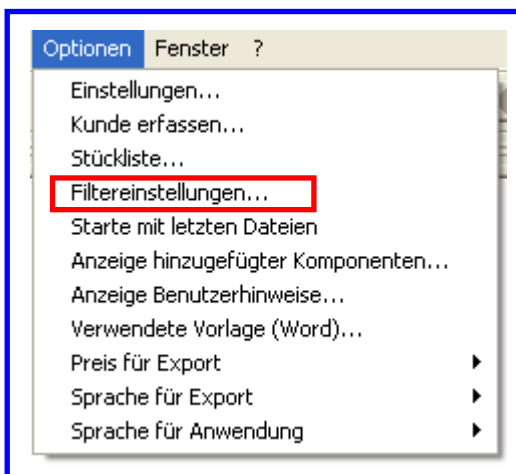 Optionen Fenster ?
Einstellungen...
Kunde erfassen...
Stückliste...
Filtereinstellungen...
Starte mit letzten Dateien
Anzeige hinzugefügter Komponenten...
Anzeige Benutzerhinweise...
Verwendete Vorlage (Word)...
Preis für Export
Sprache für Export
Sprache für Anwendung